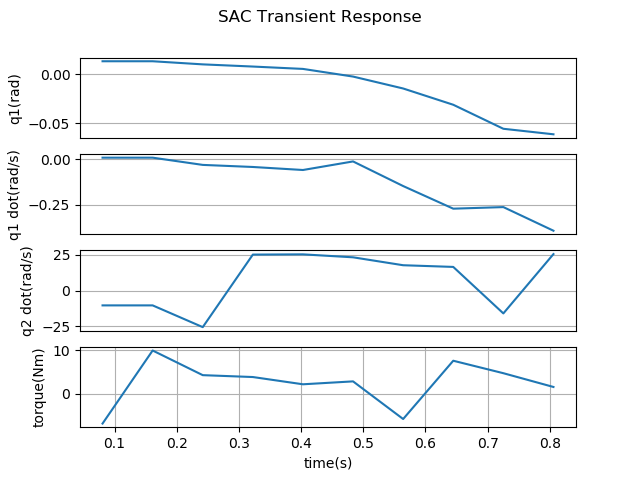 SAC Transient Response
q1(rad)
0.00
−0.05
q1 dot(rad/s)
0.00
−0.25
q2 dot(rad/s)
25
0
−25
torque(Nm)
10
0
0.1 0.2 0.3 0.4 0.5 0.6 0.7 0.8
time(s)